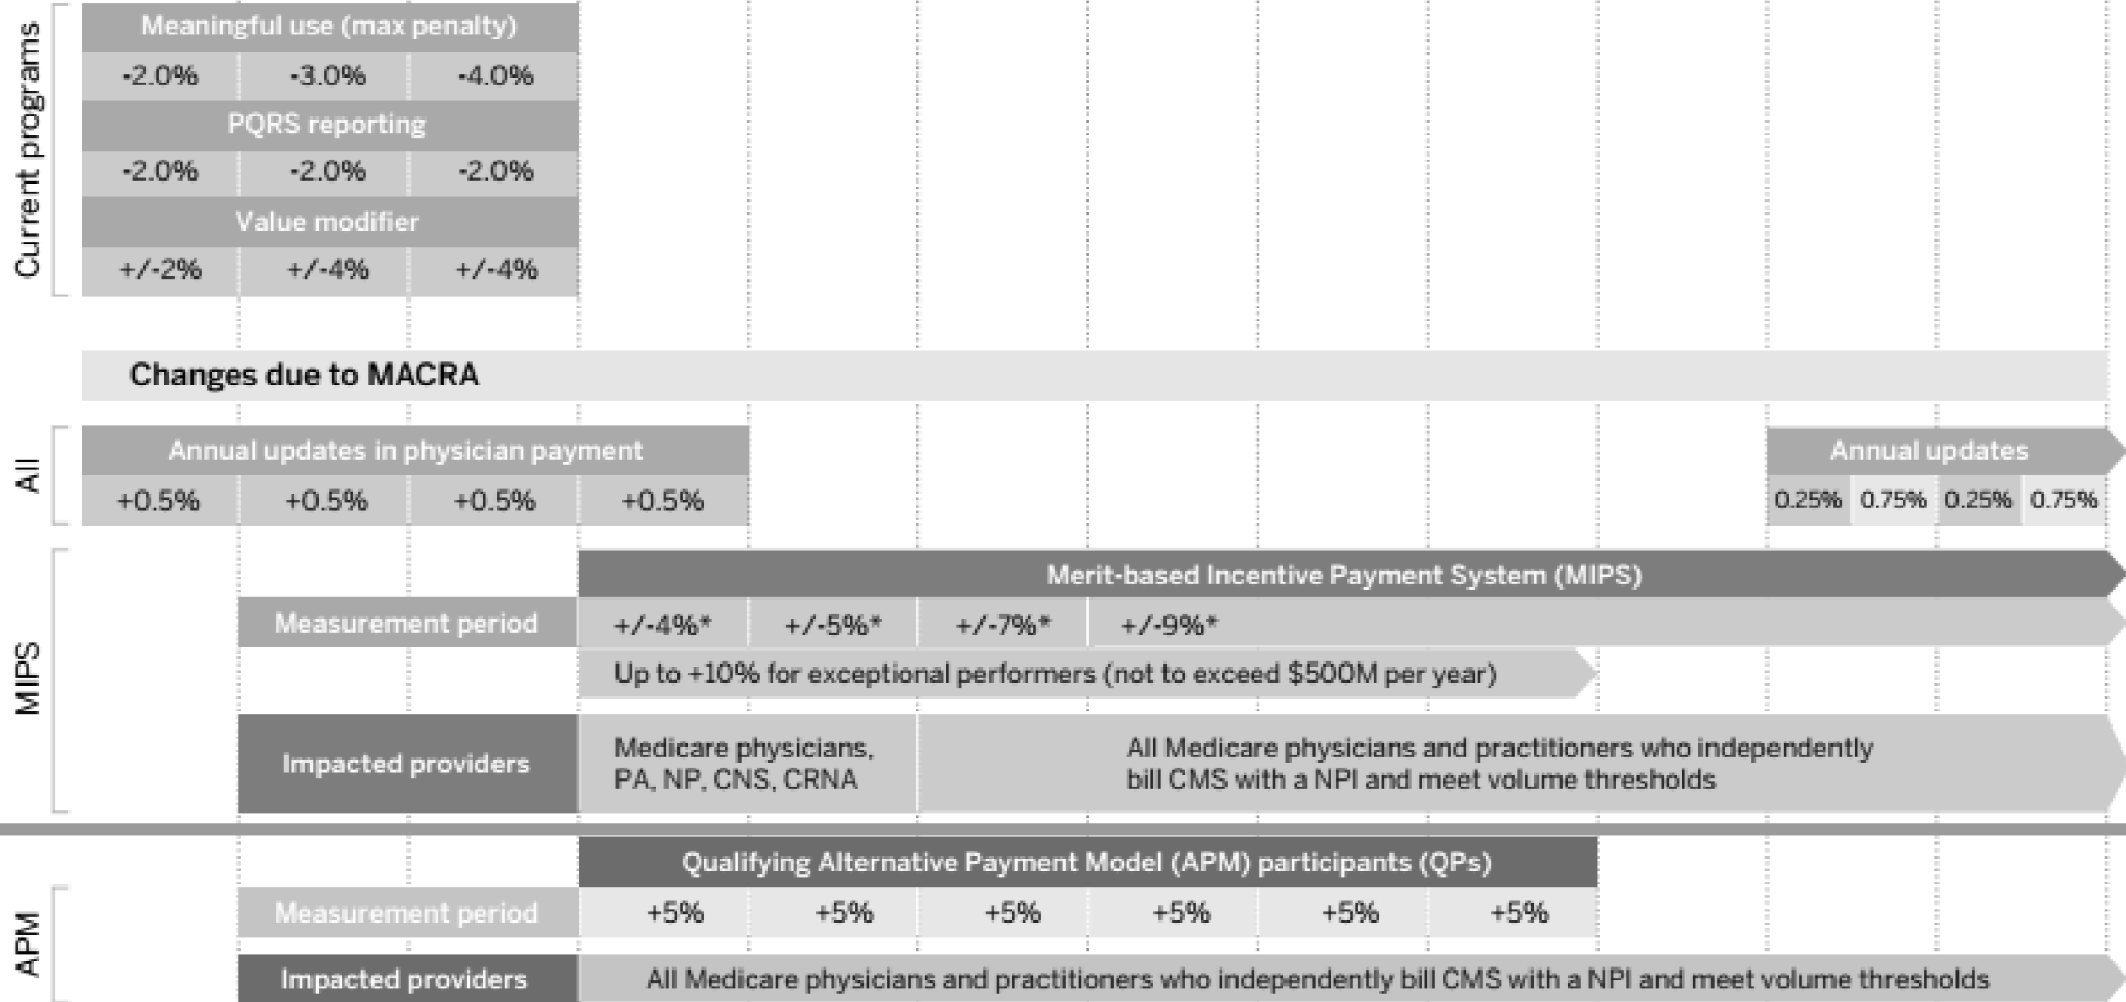 Current programs
Meaningful use (max penalty)
-2.0% -3.0% -4.0%
PQRS reporting
-2.0% -2.0% -2.0%
Value modifier
+/-2% +/-4% +/-4%
Changes due to MACRA
All
Annual updates in physician payment
+0.5% +0.5% +0.5% +0.5%
Annual updates
0.25% 0.75% 0.25% 0.75%
MIPS
Merit-based Incentive Payment System (MIPS)
Measurement period +/-4%* +/-5%* +/-7%* +/-9%*
Up to +10% for exceptional performers (not to exceed $500M per year)
Impacted providers
Medicare physicians,
PA, NP, CNS, CRNA
All Medicare physicians and practitioners who independently
bill CMS with a NPI and meet volume thresholds
APM
Qualifying Alternative Payment Model (APM) participants (QPs)
Measurement period +5% +5% +5% +5% +5% +5%
Impacted providers All Medicare physicians and practitioners who independently bill CMS with a NPI and meet volume thresholds